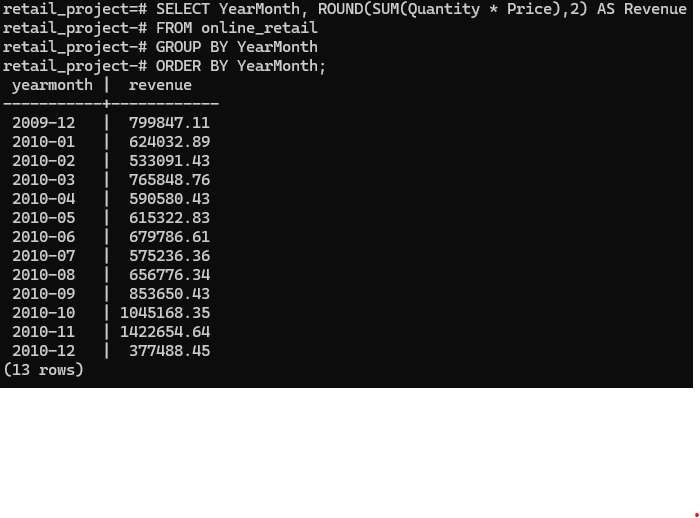 retail_project=# SELECT YearMonth, ROUND(SUM(Quantity * Price),2) AS Revenue
retail_project-# FROM online_retail
retail_project-# GROUP BY YearMonth
retail_project-# ORDER BY YearMonth;
 yearmonth |  revenue
-----------+------------
 2009-12   |  799847.11
 2010-01   |  624032.89
 2010-02   |  533091.43
 2010-03   |  765848.76
 2010-04   |  590580.43
 2010-05   |  615322.83
 2010-06   |  679786.61
 2010-07   |  575236.36
 2010-08   |  656776.34
 2010-09   |  853650.43
 2010-10   | 1045168.35
 2010-11   | 1422654.64
 2010-12   |  377488.45
(13 rows)